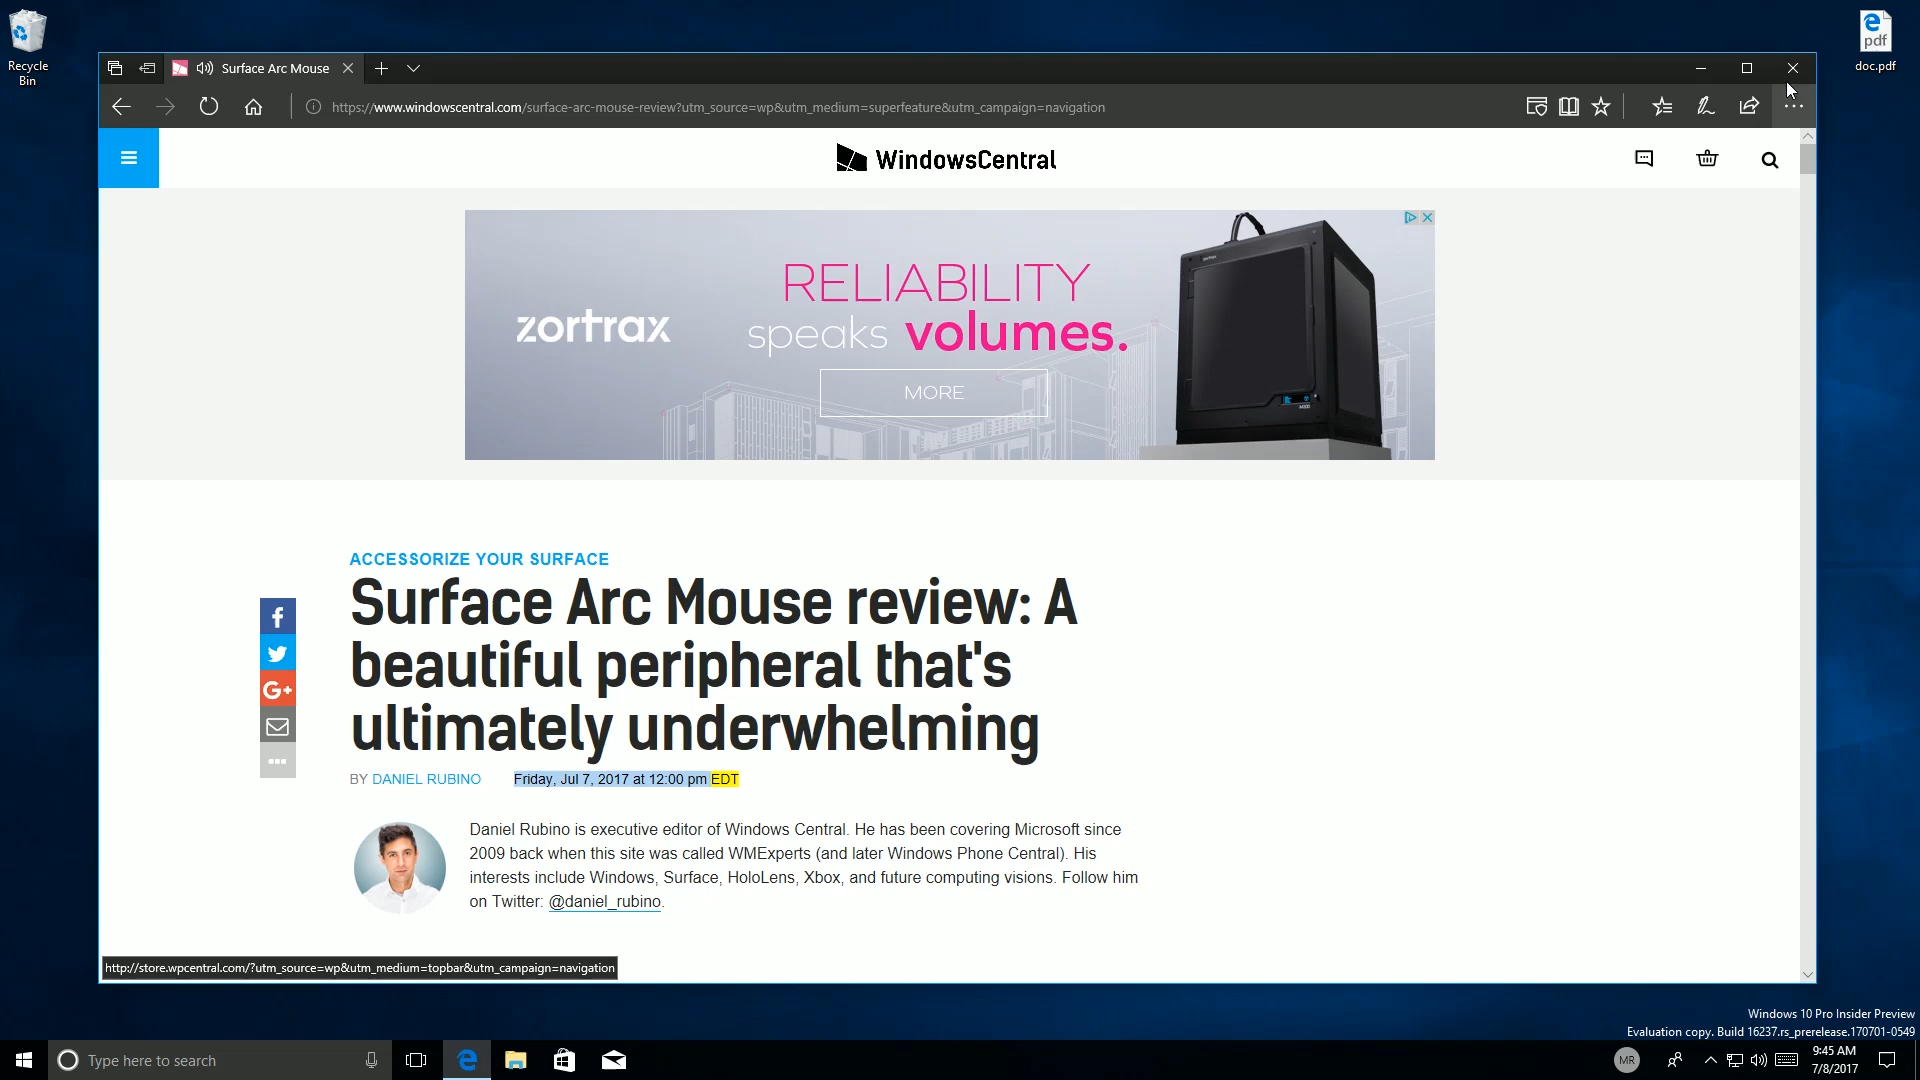 Recycle
Bin
pdf
doc.pdf
Surface Arc Mouse
https://www.windowscentral.com/surface-arc-mouse-review?utm_source=wp&utm_medium=superfeature&utm_campaign=navigation
WindowsCentral
zortrax
RELIABILITY
speaks volumes.
MORE
ACCESSORIZE YOUR SURFACE
Surface Arc Mouse review: A
beautiful peripheral that's
ultimately underwhelming
BY DANIEL RUBINO Friday, Jul 7, 2017 at 12:00 pm EDT
f
G+
Daniel Rubino is executive editor of Windows Central. He has been covering Microsoft since
2009 back when this site was called WMExperts (and later Windows Phone Central). His
interests include Windows, Surface, HoloLens, Xbox, and future computing visions. Follow him
on Twitter: @daniel_rubino.
http://store.wpcentral.com/?utm_source=wp&utm_medium=topbar&utm_campaign=navigation
Windows 10 Pro Insider Preview
Evaluation copy. Build 16237.rs_prerelease.170701-0549
Type here to search
MR
9:45 AM
7/8/2017